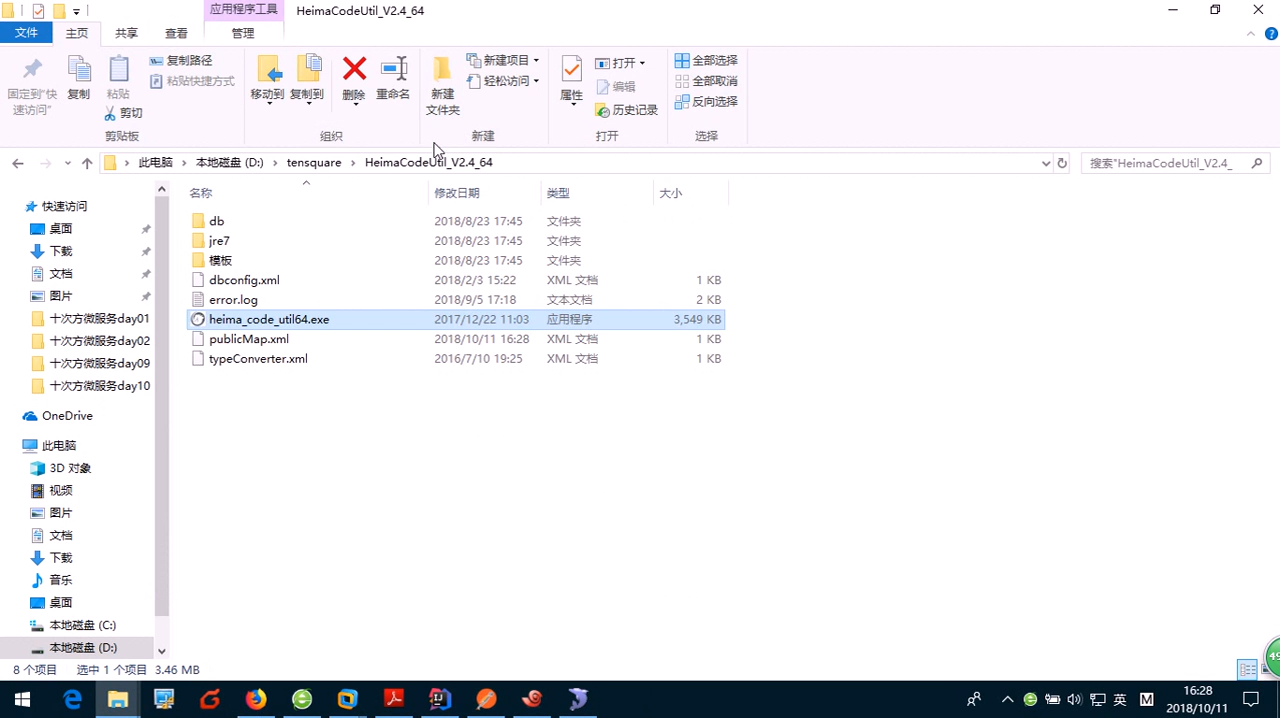 应用程序工具
HeimaCodeUtil_V2.4_64
文件
主页
共享
查看
管理
固定到"快
速访问"
复制
粘贴
复制路径
粘贴快捷方式
剪切
剪贴板
移动到
复制到
删除
重命名
组织
新建
文件夹
新建项目
轻松访问
新建
属性
打开
编辑
历史记录
打开
全部选择
全部取消
反向选择
选择
此电脑 › 本地磁盘 (D:) › tensquare › HeimaCodeUtil_V2.4_64
搜索"HeimaCodeUtil_V2.4_
名称 修改日期 类型 大小
db 2018/8/23 17:45 文件夹
jre7 2018/8/23 17:45 文件夹
模板 2018/8/23 17:45 文件夹
dbconfig.xml 2018/2/3 15:22 XML 文档 1 KB
error.log 2018/9/5 17:18 文本文档 2 KB
heima_code_util64.exe 2017/12/22 11:03 应用程序 3,549 KB
publicMap.xml 2018/10/11 16:28 XML 文档 1 KB
typeConverter.xml 2016/7/10 19:25 XML 文档 1 KB
快速访问
桌面
下载
文档
图片
十次方微服务day01
十次方微服务day02
十次方微服务day09
十次方微服务day10
OneDrive
此电脑
3D 对象
视频
图片
文档
下载
音乐
桌面
本地磁盘 (C:)
本地磁盘 (D:)
8 个项目 选中 1 个项目 3.46 MB
49
英
M
16:28
2018/10/11